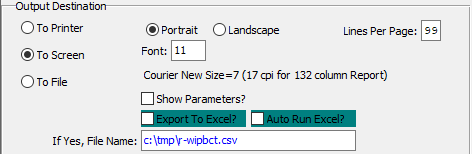 Output Destination
To Printer
Portrait
Landscape
Lines Per Page: 99
To Screen
Font: 11
To File
Courier New Size=7 (17 cpi for 132 column Report)
Show Parameters?
Export To Excel?
Auto Run Excel?
If Yes, File Name: c:\tmp\r-wipbct.csv